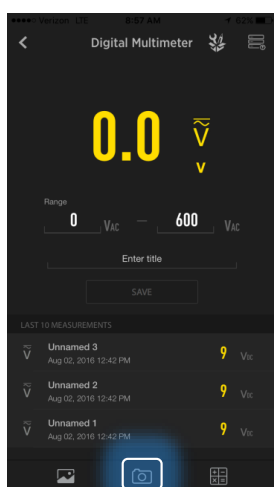 Verizon LTE 8:57 AM 62%
Digital Multimeter
0.0 V
V
Range
0 VAC — 600 VAC
Enter title
SAVE
LAST 10 MEASUREMENTS
Unnamed 3
Aug 02, 2016 12:42 PM
9 VDC
Unnamed 2
Aug 02, 2016 12:42 PM
9 VDC
Unnamed 1
Aug 02, 2016 12:42 PM
9 VDC